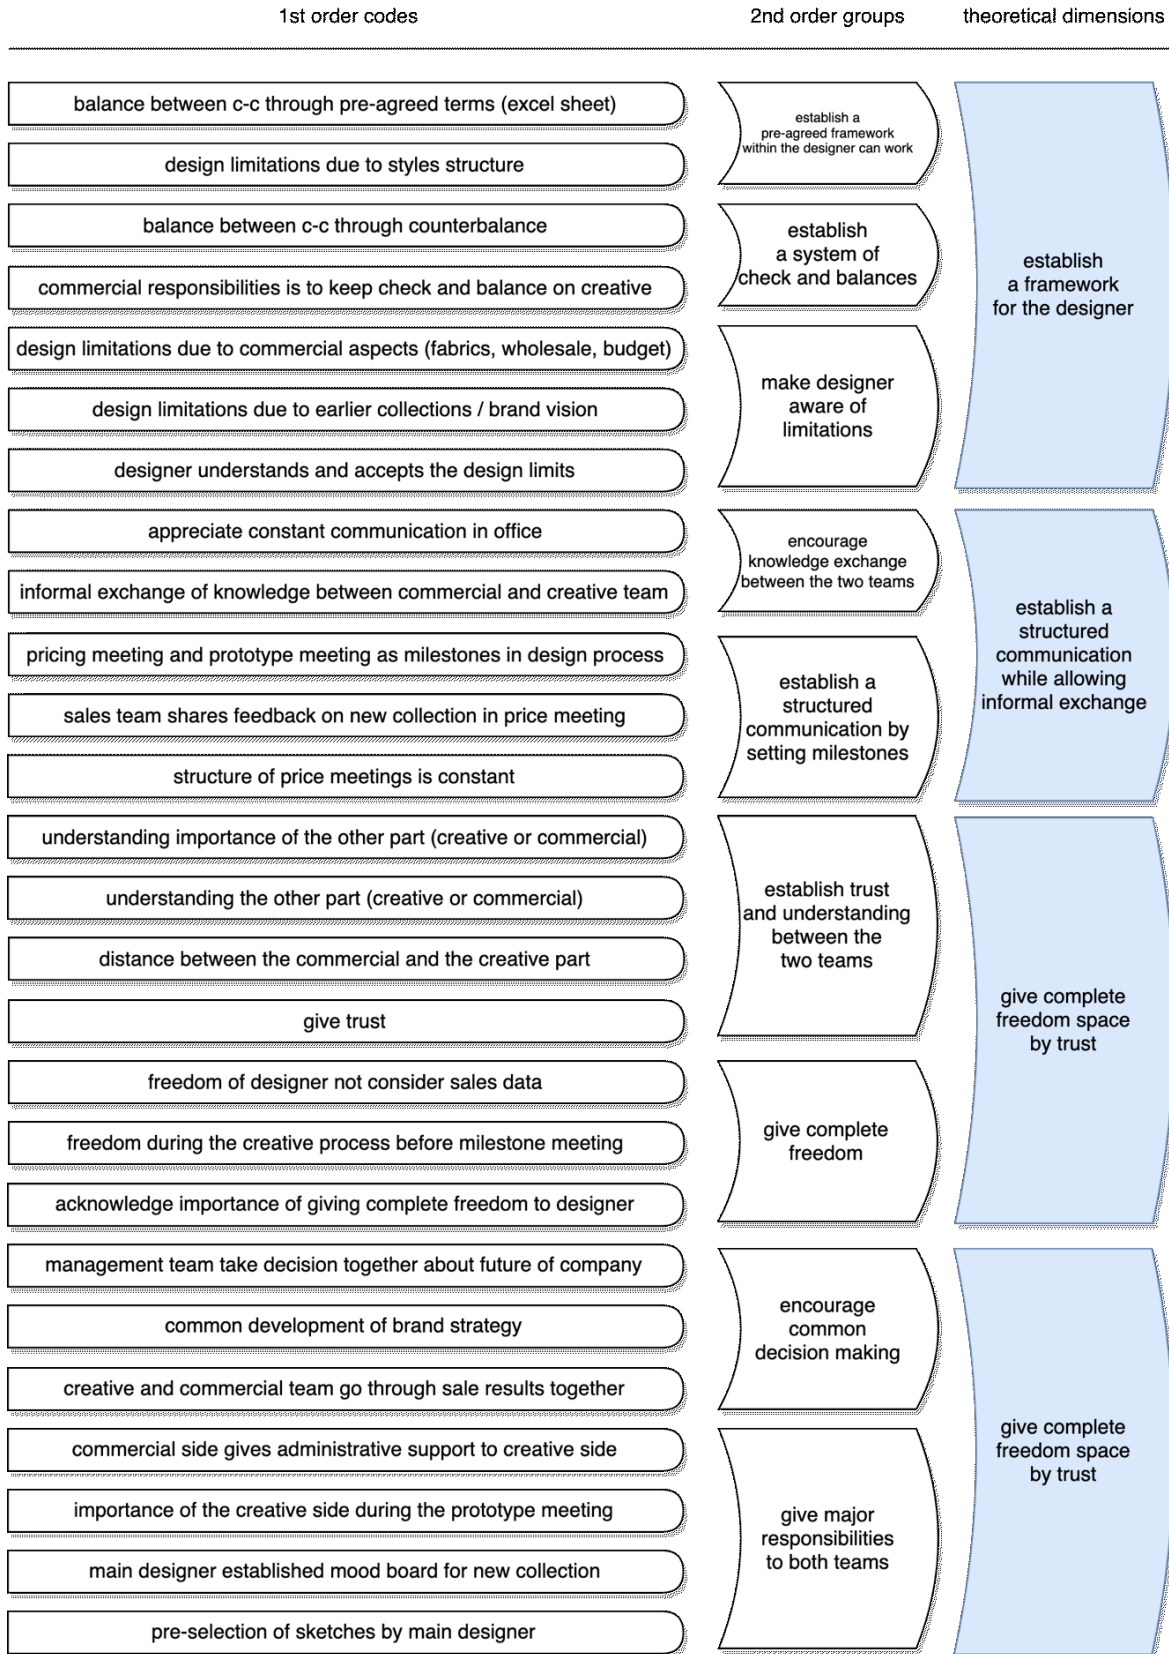 1st order codes
2nd order groups
theoretical dimensions
balance between c-c through pre-agreed terms (excel sheet)
design limitations due to styles structure
balance between c-c through counterbalance
commercial responsibilities is to keep check and balance on creative
design limitations due to commercial aspects (fabrics, wholesale, budget)
design limitations due to earlier collections / brand vision
designer understands and accepts the design limits
appreciate constant communication in office
informal exchange of knowledge between commercial and creative team
pricing meeting and prototype meeting as milestones in design process
sales team shares feedback on new collection in price meeting
structure of price meetings is constant
understanding importance of the other part (creative or commercial)
understanding the other part (creative or commercial)
distance between the commercial and the creative part
give trust
freedom of designer not consider sales data
freedom during the creative process before milestone meeting
acknowledge importance of giving complete freedom to designer
management team take decision together about future of company
common development of brand strategy
creative and commercial team go through sale results together
commercial side gives administrative support to creative side
importance of the creative side during the prototype meeting
main designer established mood board for new collection
pre-selection of sketches by main designer
establish a
pre-agreed framework
within the designer can work
establish
a system of
check and balances
make designer
aware of
limitations
encourage
knowledge exchange
between the two teams
establish a
structured
communication by
setting milestones
establish trust
and understanding
between the
two teams
give complete
freedom
encourage
common
decision making
give major
responsibilities
to both teams
establish
a framework
for the designer
establish a
structured
communication
while allowing
informal exchange
give complete
freedom space
by trust
give complete
freedom space
by trust